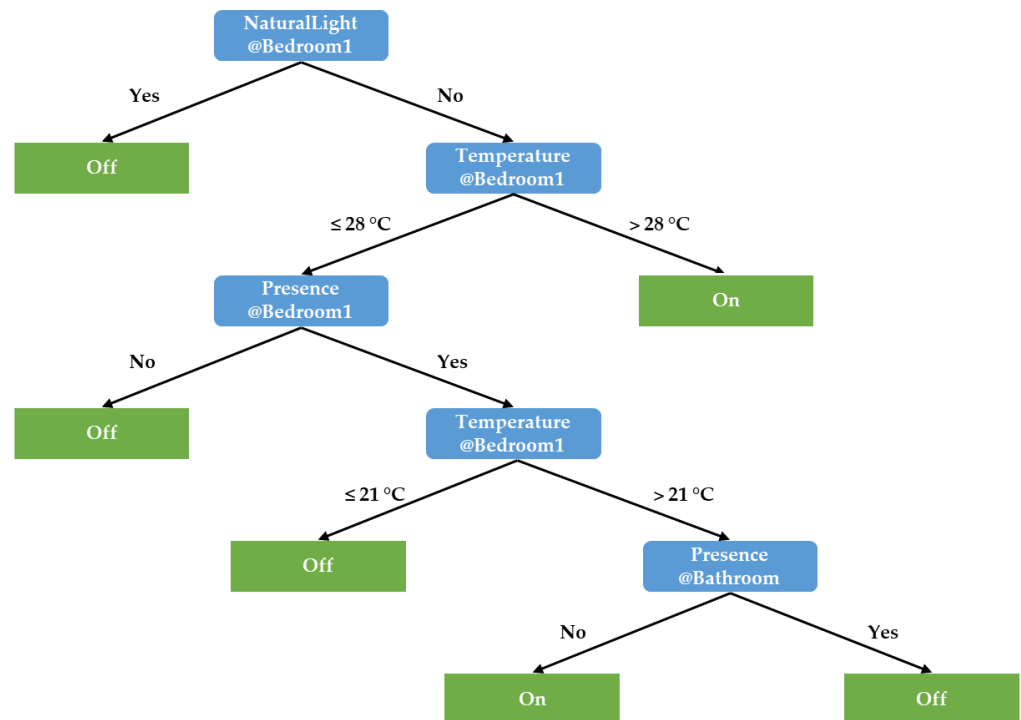 NaturalLight
@Bedroom1
Yes
No
Off
Temperature
@Bedroom1
≤ 28 °C
> 28 °C
Presence
@Bedroom1
On
No
Yes
Off
Temperature
@Bedroom1
≤ 21 °C
> 21 °C
Off
Presence
@Bathroom
No
Yes
On
Off